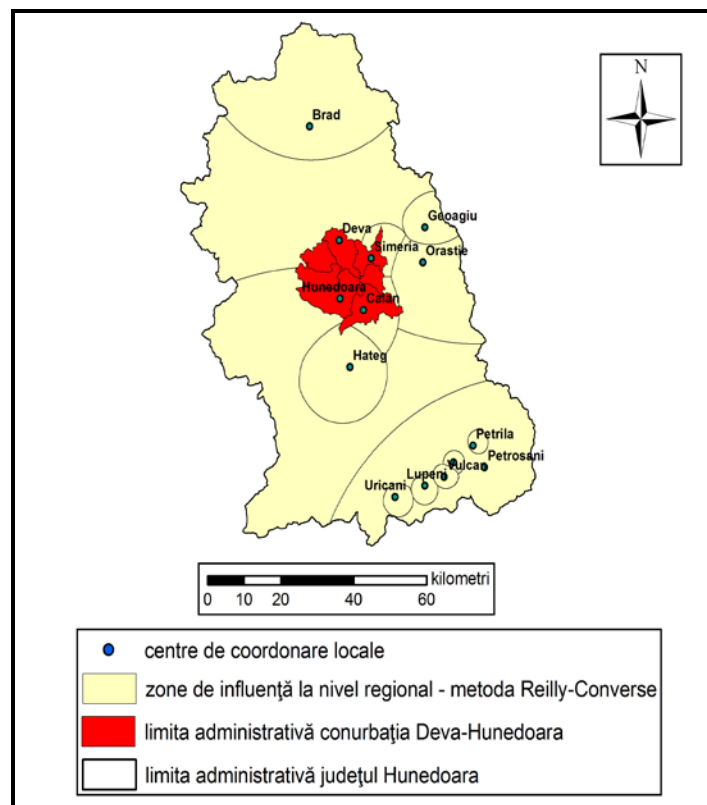 N
Brad
Geoagiu
Deva
Simeria
Orastie
Hunedoara
Calan
Hateg
Petrila
Petrosani
Vulcan
Lupeni
Uricani
kilometri
0 10 20 40 60
centre de coordonare locale
zone de influență la nivel regional - metoda Reilly-Converse
limita administrativă conurbaţia Deva-Hunedoara
limita administrativă judeţul Hunedoara